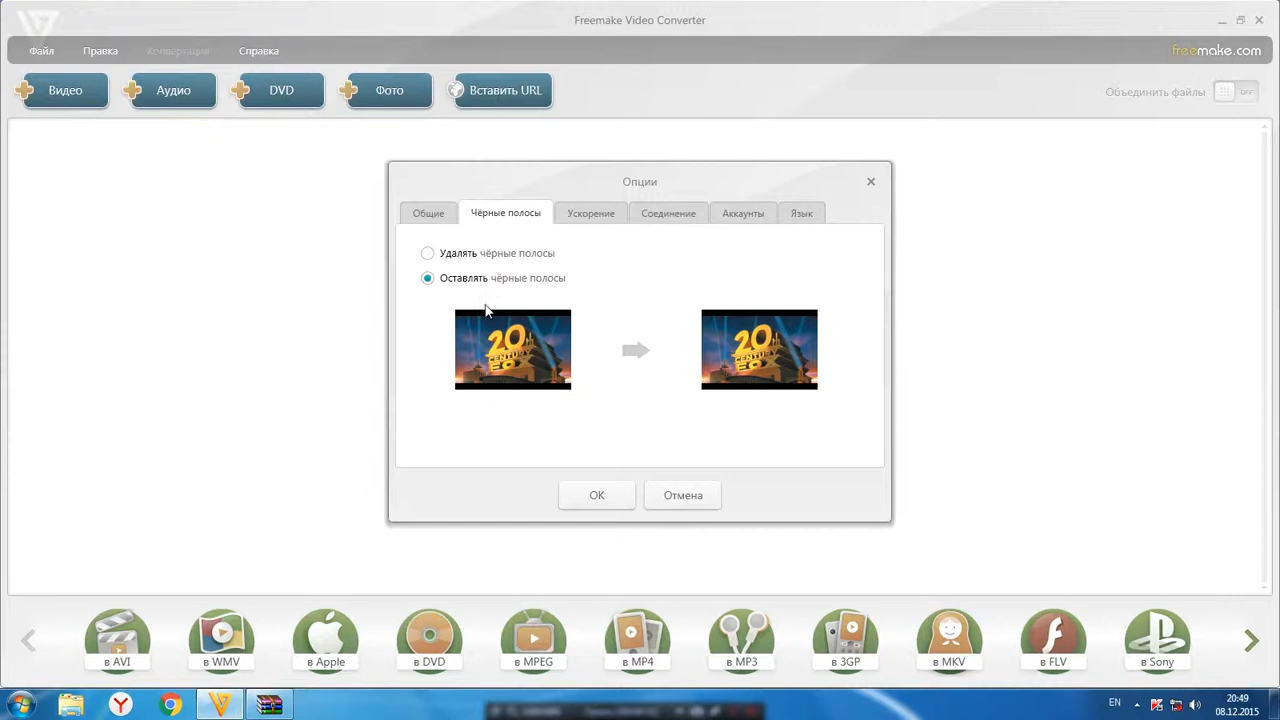 Freemake Video Converter
Файл Правка Конвертация Справка
freemake.com
Видео Аудио DVD Фото Вставить URL
Объединить файлы OFF
Опции
Общие Чёрные полосы Ускорение Соединение Аккаунты Язык
Удалять чёрные полосы
Оставлять чёрные полосы
20 CENTURY FOX
20 CENTURY FOX
ОК Отмена
в AVI в WMV в Apple в DVD в MPEG в MP4 в MP3 в 3GP в MKV в FLV в Sony
EN
20:49
08.12.2015